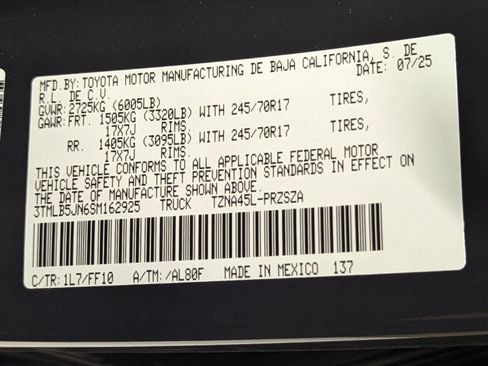 MFD.BY: TOYOTA MOTOR MANUFACTURING DE BAJA CALIFORNIA, S. DE
R.L. DE C.V. DATE: 07/25
GVWR: 2725KG (6005LB)
GAWR: FRT. 1505KG (3320LB) WITH 245/70R17 TIRES,
17X7J RIMS.
RR. 1405KG (3095LB) WITH 245/70R17 TIRES,
17X7J RIMS.
THIS VEHICLE CONFORMS TO ALL APPLICABLE FEDERAL MOTOR
VEHICLE SAFETY AND THEFT PREVENTION STANDARDS IN EFFECT ON
THE DATE OF MANUFACTURE SHOWN ABOVE.
3TMLB5JN6SM162925 TRUCK TZNA45L-PRZSZA
C/TR: 1L7/FF10 A/TM: /AL80F MADE IN MEXICO 137